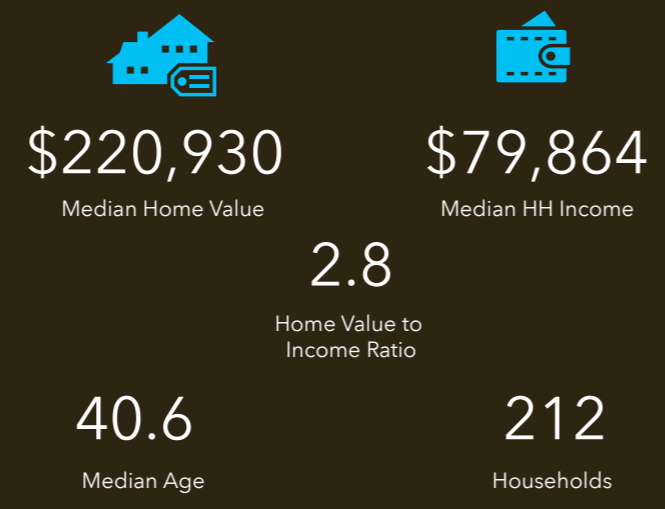 $220,930
Median Home Value
$79,864
Median HH Income
2.8
Home Value to
Income Ratio
40.6
Median Age
212
Households